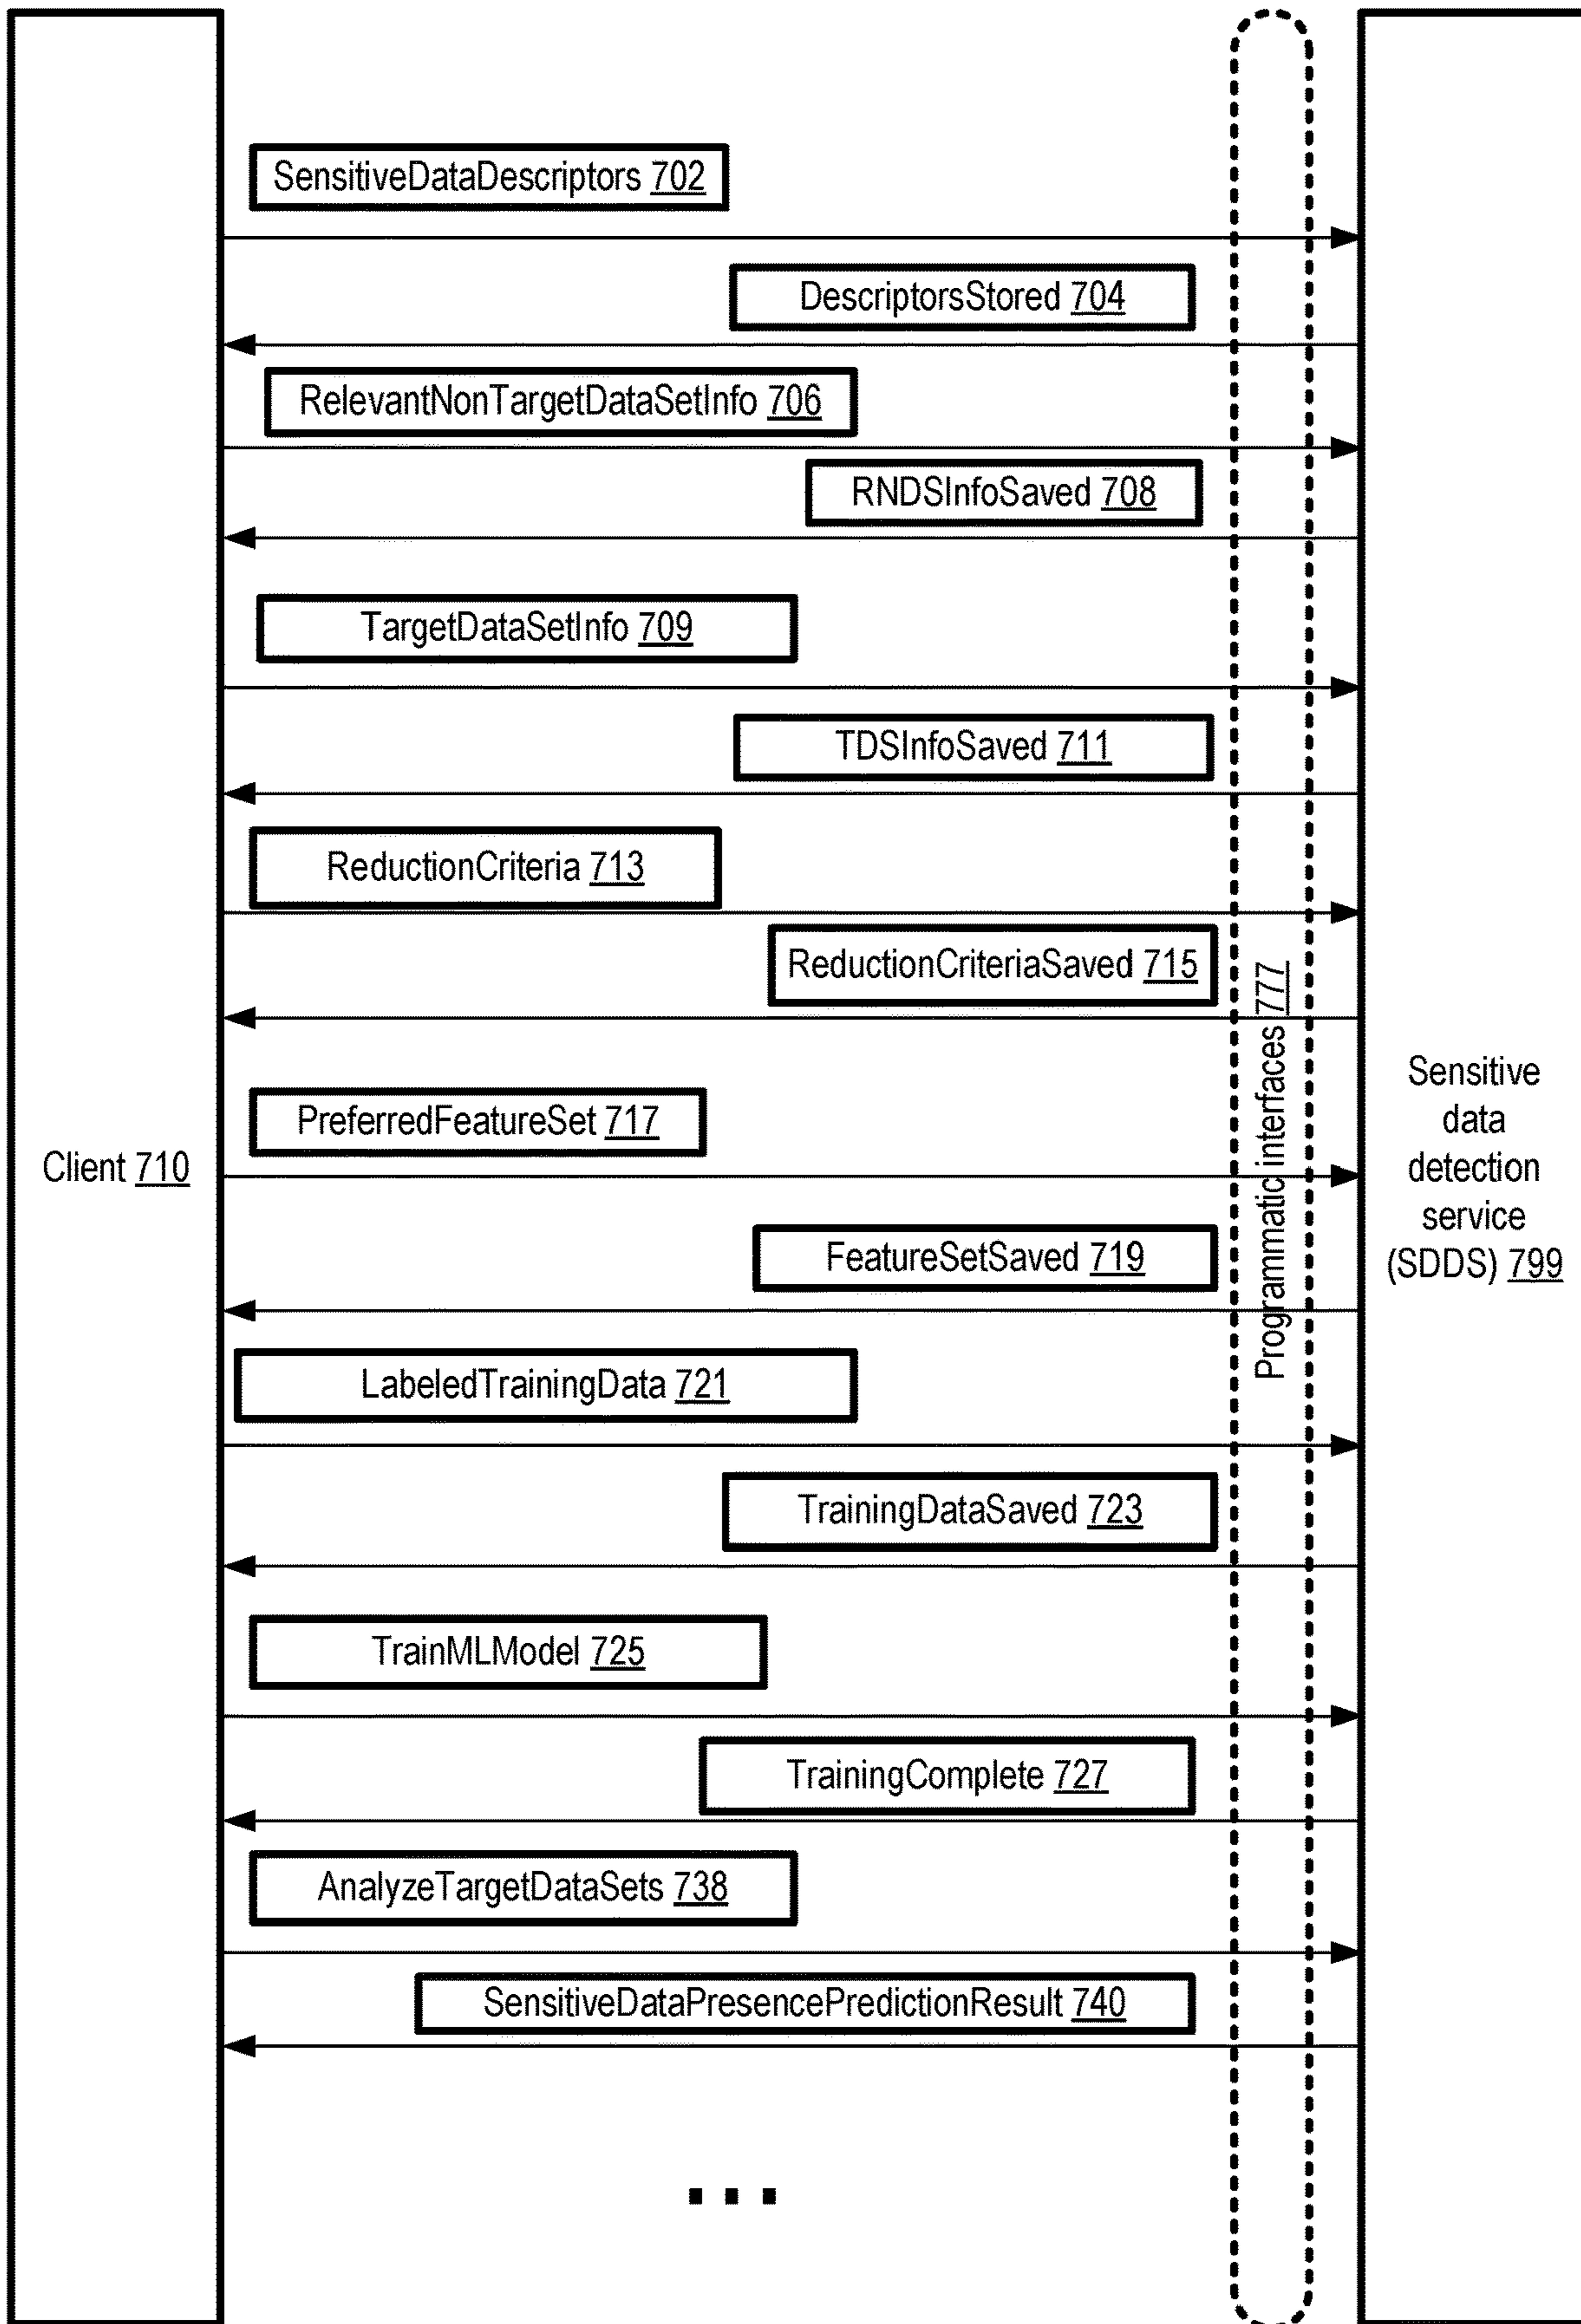 SensitiveDataDescriptors 702
DescriptorsStored 704
RelevantNonTargetDataSetInfo 706
RNDSInfoSaved 708
TargetDataSetInfo 709
TDSInfoSaved 711
ReductionCriteria 713
ReductionCriteriaSaved 715
PreferredFeatureSet 717
Client 710
FeatureSetSaved 719
Programmatic interfaces 777
Sensitive
data
detection
service
(SDDS) 799
LabeledTrainingData 721
TrainingDataSaved 723
TrainMLModel 725
TrainingComplete 727
AnalyzeTargetDataSets 738
SensitiveDataPresencePredictionResult 740
...